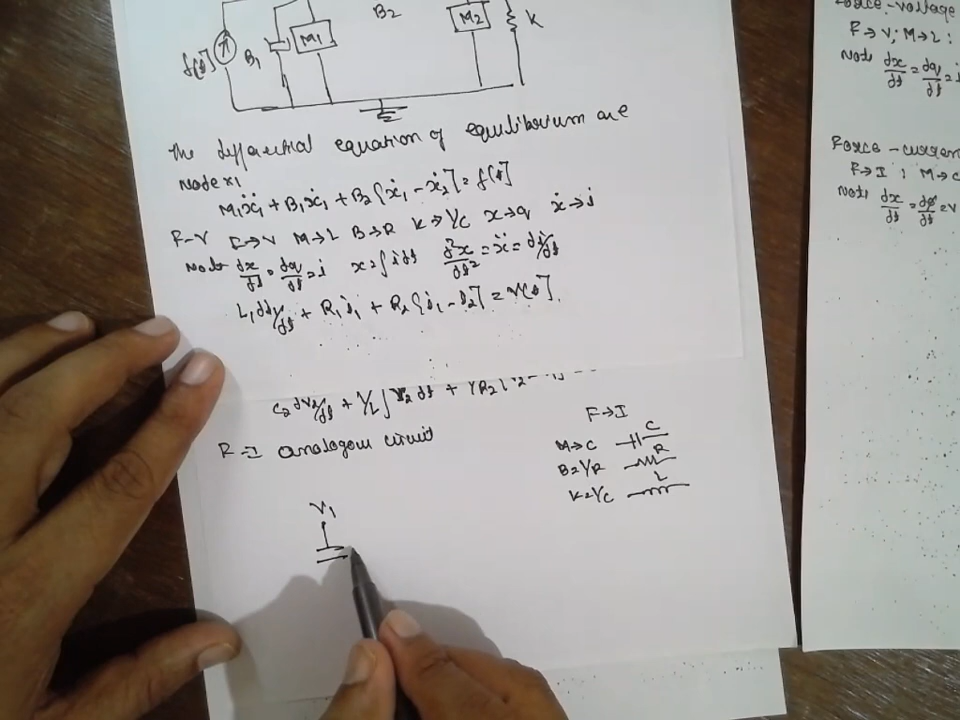 B2
M1
M2
K
f(t)
B1
The differential equation of equilibrium are
Node x1
M1ẍ1 + B1ẋ1 + B2[ẋ1 - ẋ2] = f(t)
F-V F→V M→L B→R K→1/C x→q ẋ→i
Note dx/dt = dq/dt = i x = ∫idt d²x/dt² = ẍ = di/dt
L1di1/dt + R1i1 + R2[i1 - i2] = V(t).
C2 dv2/dt + 1/L ∫V2 dt + 1/R2
F-I analogous circuit
F→I
M→C C
B=1/R R
K=1/C L
V1
Force-voltage
F→V; M→L:
Note dx/dt = dq/dt = i
Force-current
F→I ; M→C
Note dx/dt = dφ/dt = v